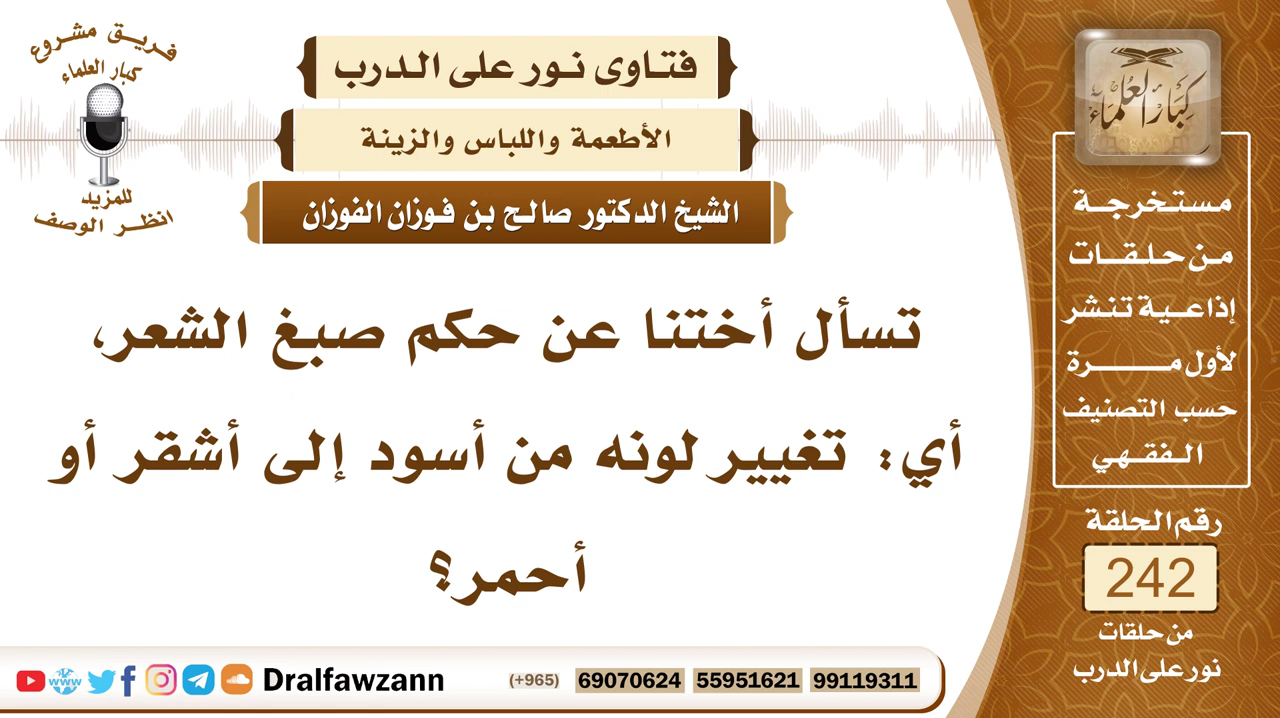 فريق مشروع
كبار العلماء
للمزيد
انظر الوصف
فتاوى نور على الدرب
الأطعمة واللباس والزينة
الشيخ الدكتور صالح بن فوزان الفوزان
تسأل أختنا عن حكم صبغ الشعر،
أي: تغيير لونه من أسود إلى أشقر أو
أحمر؟
كبار العلماء
مستخرجة
من حلقات
إذاعية تنشر
لأول مرة
حسب التصنيف
الفقهي
رقم الحلقة
242
من حلقات
نور على الدرب
www Dralfawzann (+965) 69070624 55951621 99119311